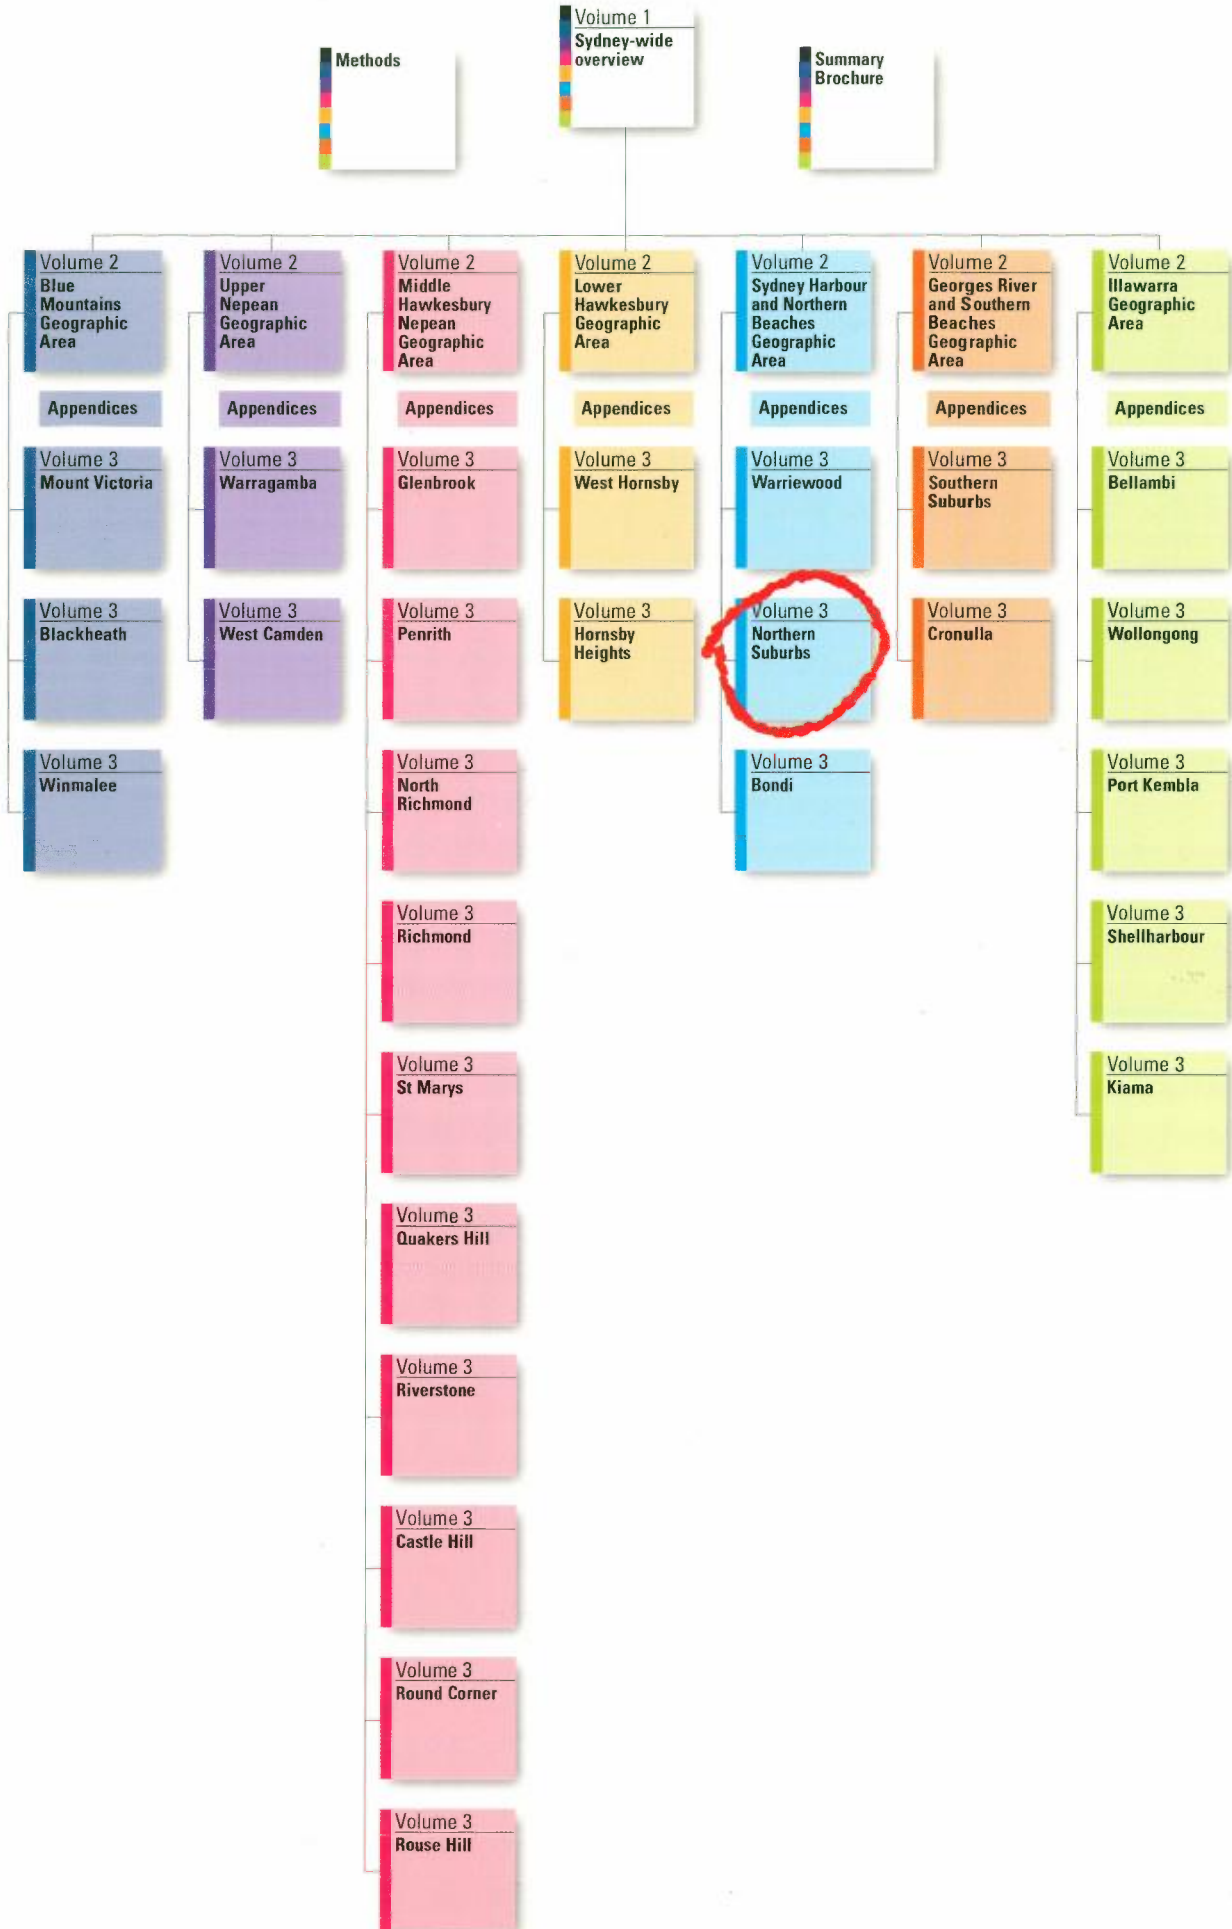 Volume 1
Sydney-wide
overview
Methods
Summary
Brochure
Volume 2
Blue
Mountains
Geographic
Area
Volume 2
Upper
Nepean
Geographic
Area
Volume 2
Middle
Hawkesbury
Nepean
Geographic
Area
Volume 2
Lower
Hawkesbury
Geographic
Area
Volume 2
Sydney Harbour
and Northern
Beaches
Geographic
Area
Volume 2
Georges River
and Southern
Beaches
Geographic
Area
Volume 2
Illawarra
Geographic
Area
Appendices
Appendices
Appendices
Appendices
Appendices
Appendices
Appendices
Volume 3
Mount Victoria
Volume 3
Warragamba
Volume 3
Glenbrook
Volume 3
West Hornsby
Volume 3
Warriewood
Volume 3
Southern
Suburbs
Volume 3
Bellambi
Volume 3
Blackheath
Volume 3
West Camden
Volume 3
Penrith
Volume 3
Hornsby
Heights
Volume 3
Northern
Suburbs
Volume 3
Cronulla
Volume 3
Wollongong
Volume 3
Winmalee
Volume 3
North
Richmond
Volume 3
Bondi
Volume 3
Port Kembla
Volume 3
Richmond
Volume 3
Shellharbour
Volume 3
St Marys
Volume 3
Kiama
Volume 3
Quakers Hill
Volume 3
Riverstone
Volume 3
Castle Hill
Volume 3
Round Corner
Volume 3
Rouse Hill